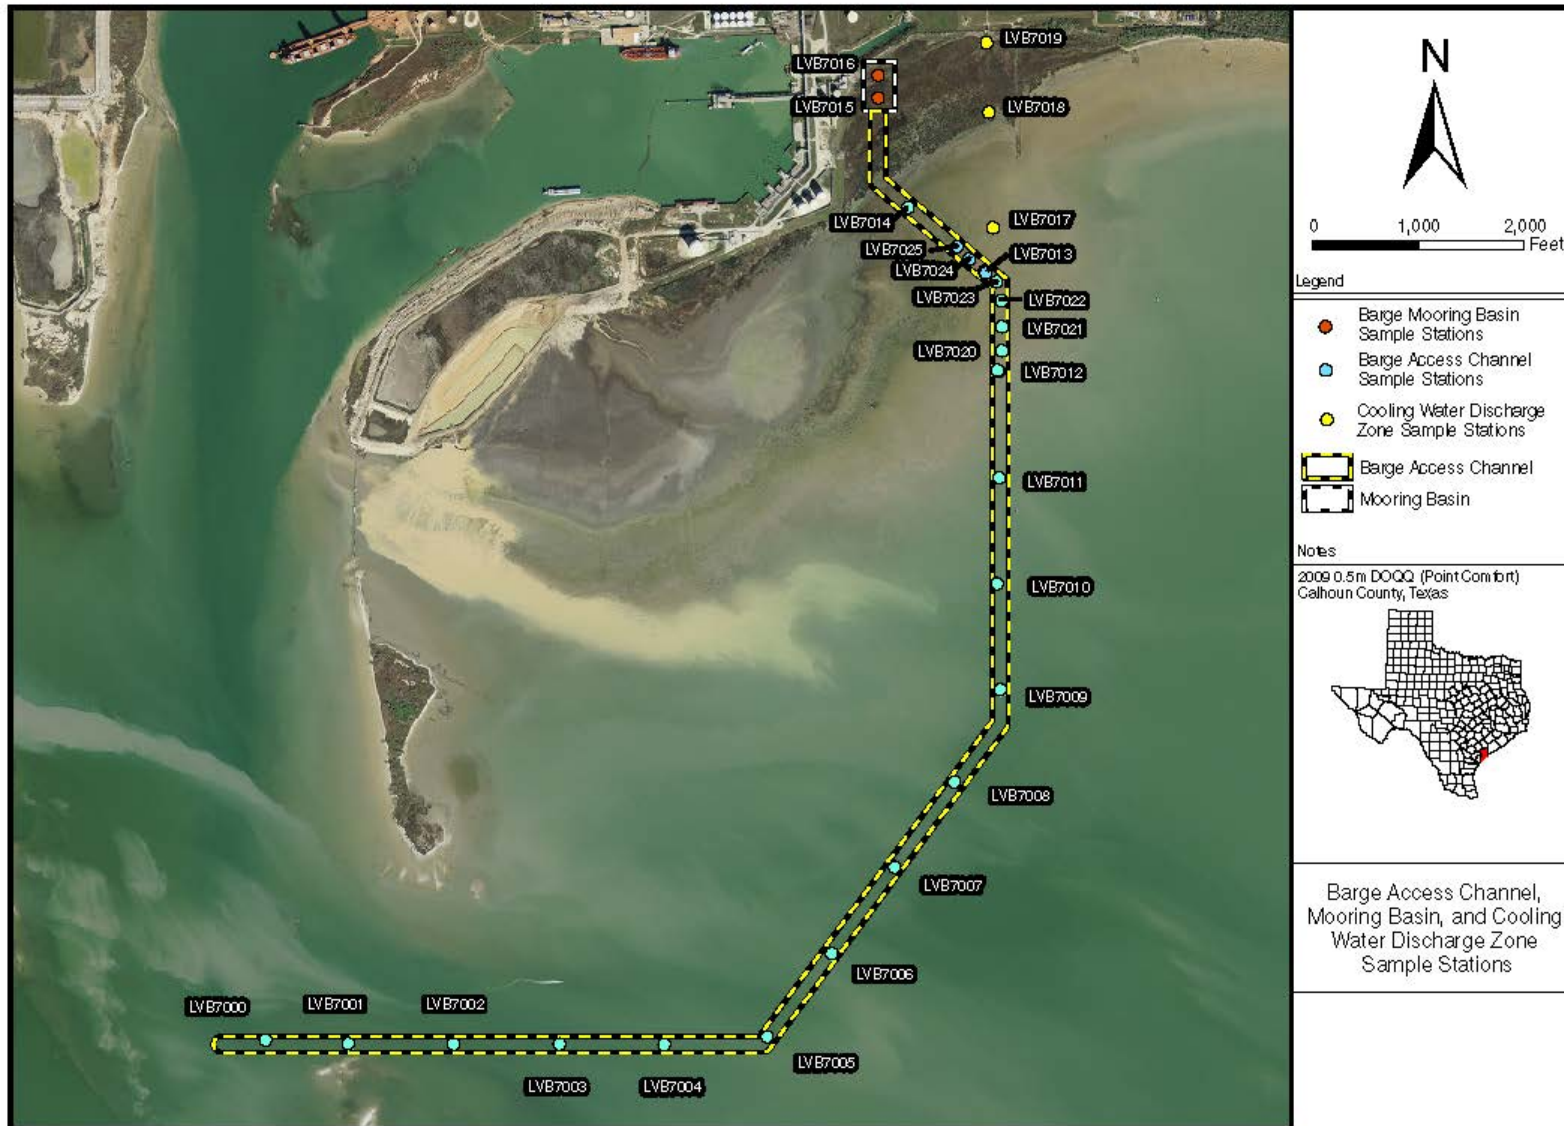 LVB7019
LVB7016
LVB7015
LVB7018
LVB7014
LVB7017
LVB7025
LVB7013
LVB7024
LVB7023
LVB7022
LVB7021
LVB7020
LVB7012
LVB7011
LVB7010
LVB7009
LVB7008
LVB7007
LVB7006
LVB7000
LVB7001
LVB7002
LVB7005
LVB7003
LVB7004
N
0 1,000 2,000
Feet
Legend
Barge Mooring Basin
Sample Stations
Barge Access Channel
Sample Stations
Cooling Water Discharge
Zone Sample Stations
Barge Access Channel
Mooring Basin
Notes
2009 0.5m DOQQ (Point Comfort)
Calhoun County, Texas
Barge Access Channel,
Mooring Basin, and Cooling
Water Discharge Zone
Sample Stations